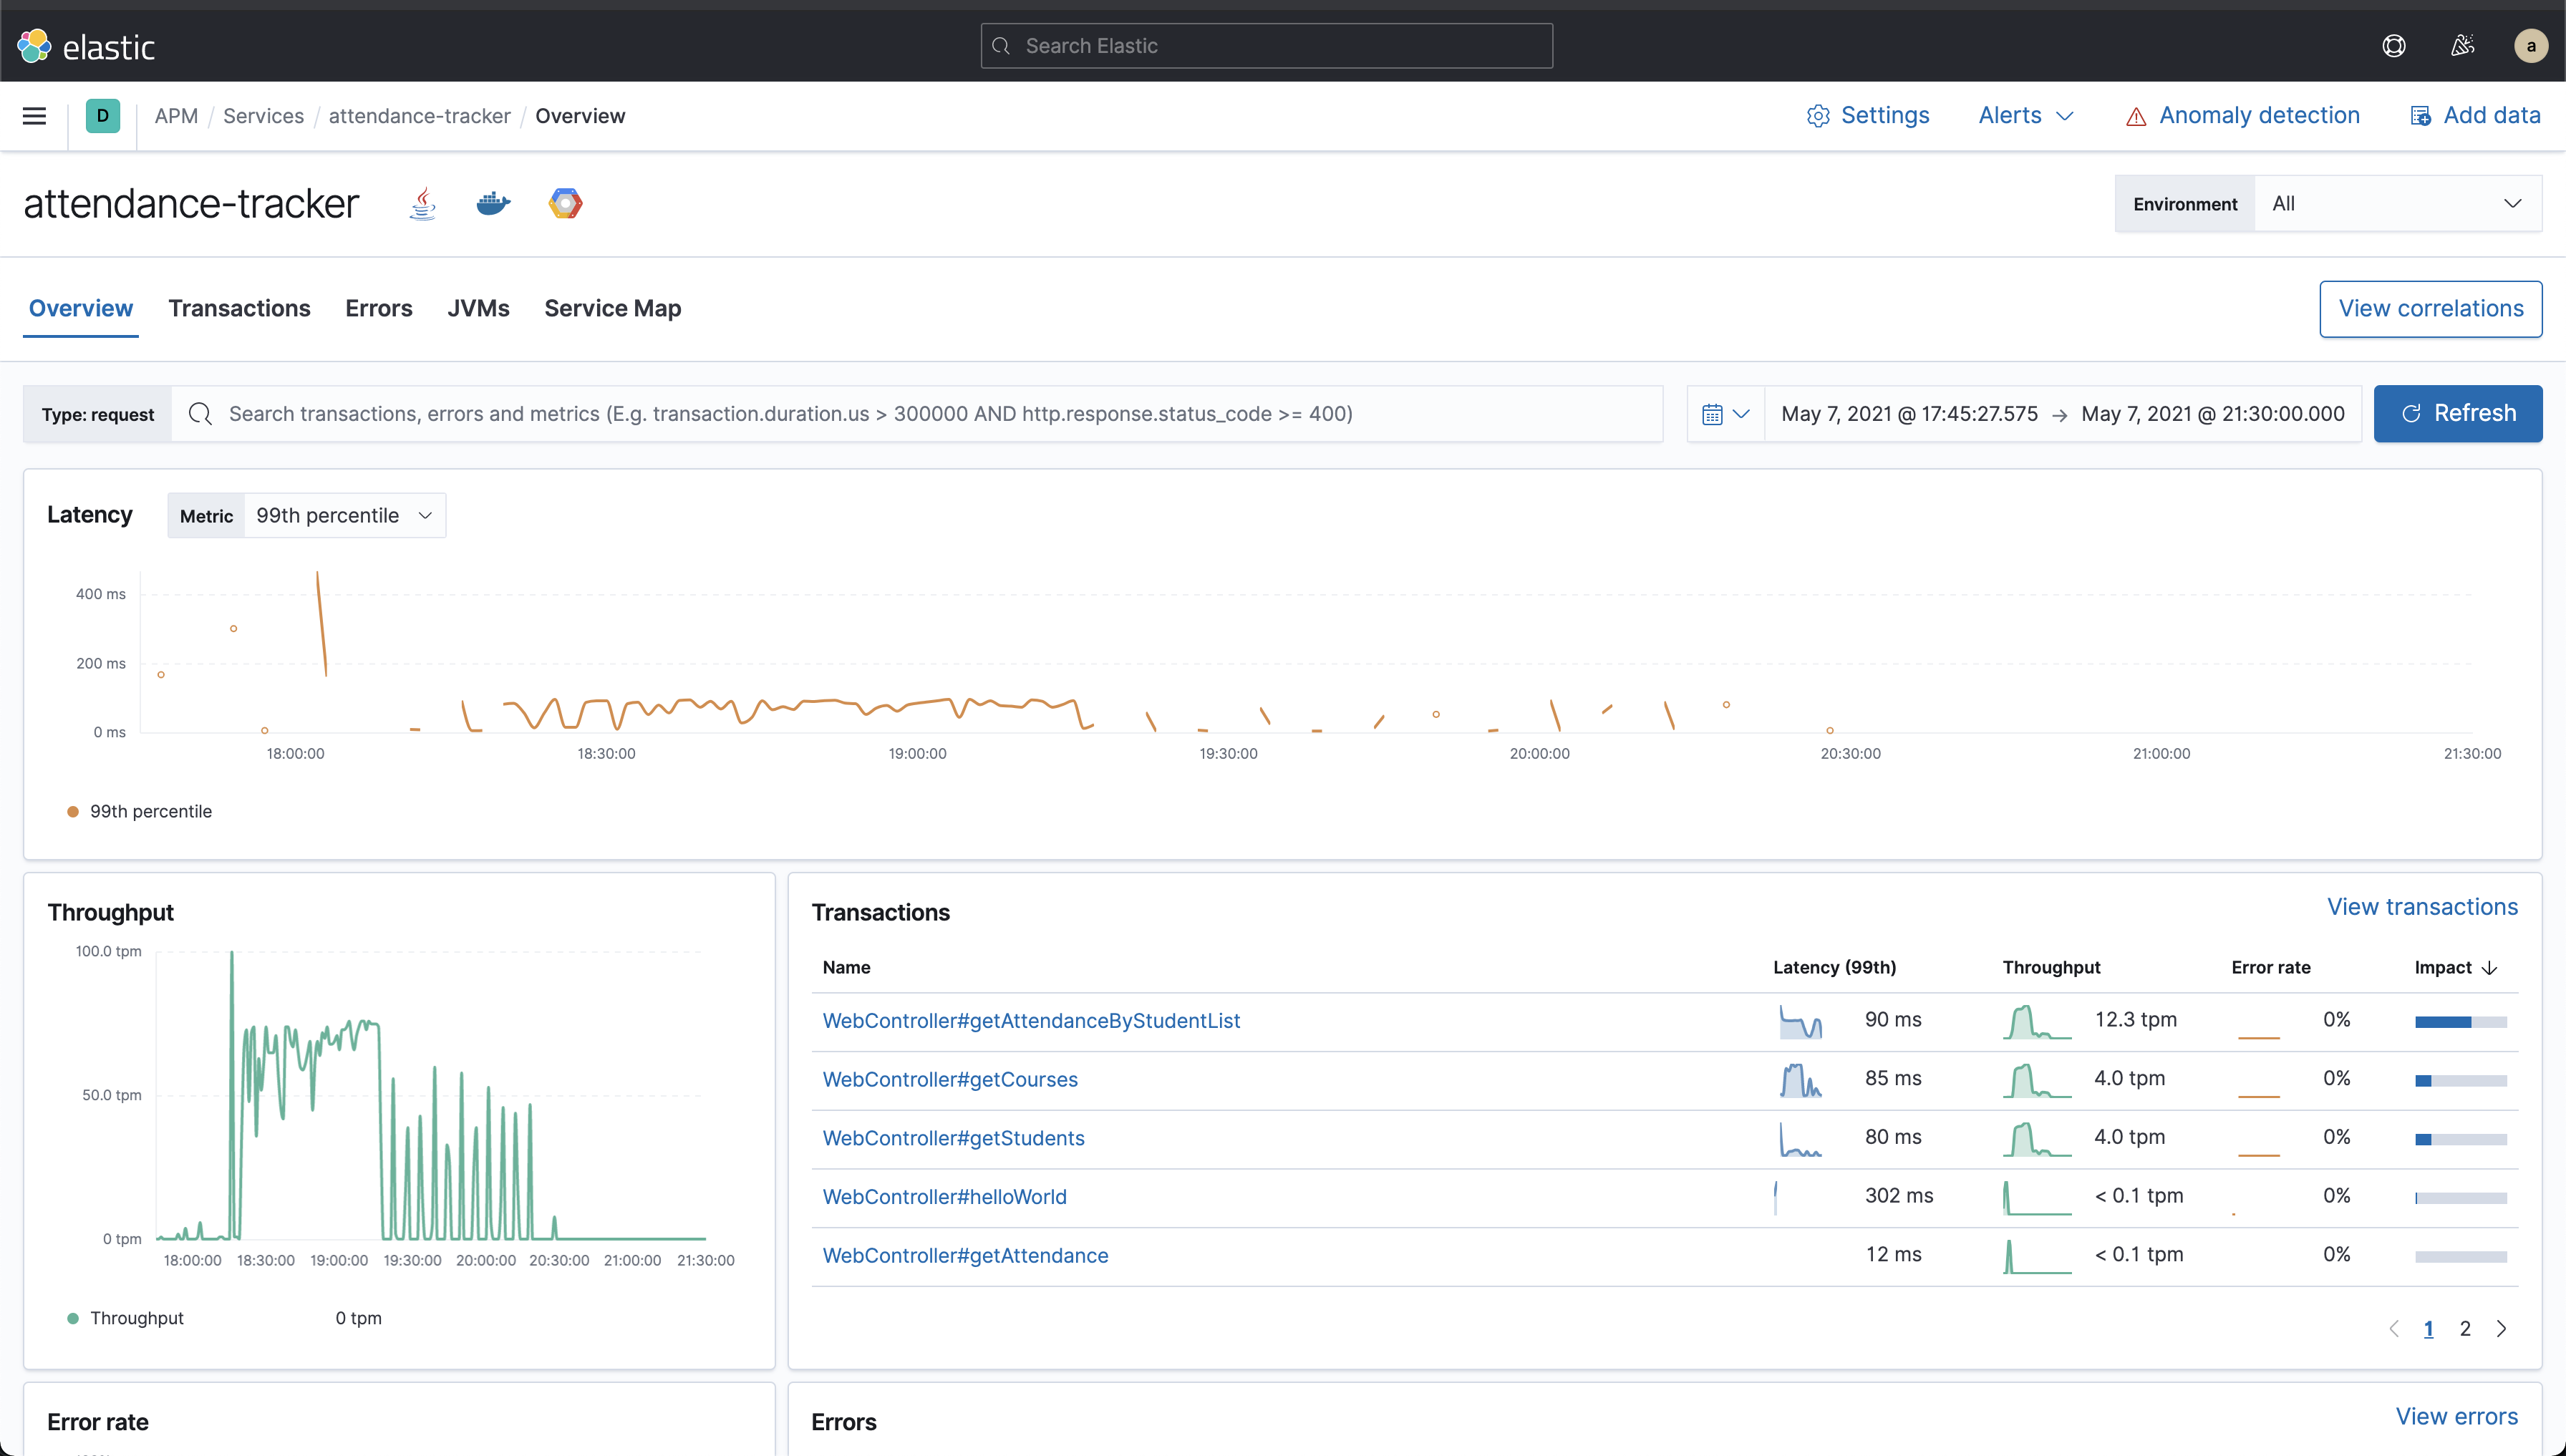 elastic
Search Elastic
a
D
APM / Services / attendance-tracker / Overview
Settings
Alerts
Anomaly detection
Add data
attendance-tracker
Environment
All
Overview
Transactions
Errors
JVMs
Service Map
View correlations
Type: request
Search transactions, errors and metrics (E.g. transaction.duration.us > 300000 AND http.response.status_code >= 400)
May 7, 2021 @ 17:45:27.575 → May 7, 2021 @ 21:30:00.000
Refresh
Latency
Metric
99th percentile
400 ms
200 ms
0 ms
18:00:00
18:30:00
19:00:00
19:30:00
20:00:00
20:30:00
21:00:00
21:30:00
99th percentile
Throughput
100.0 tpm
50.0 tpm
0 tpm
18:00:00
18:30:00
19:00:00
19:30:00
20:00:00
20:30:00
21:00:00
21:30:00
Throughput
0 tpm
Transactions
View transactions
Name Latency (99th) Throughput Error rate Impact
WebController#getAttendanceByStudentList 90 ms 12.3 tpm 0%
WebController#getCourses 85 ms 4.0 tpm 0%
WebController#getStudents 80 ms 4.0 tpm 0%
WebController#helloWorld 302 ms < 0.1 tpm 0%
WebController#getAttendance 12 ms < 0.1 tpm 0%
1 2
Error rate
Errors
View errors